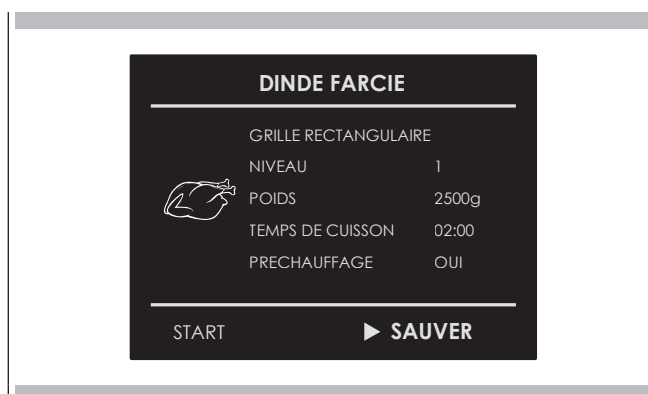 DINDE FARCIE
GRILLE RECTANGULAIRE
NIVEAU 1
POIDS 2500g
TEMPS DE CUISSON 02:00
PRECHAUFFAGE OUI
START ▶ SAUVER